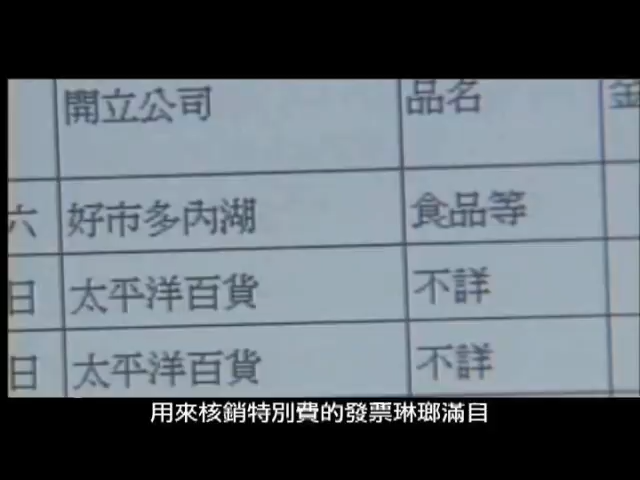 開立公司 品名 金
六 好市多內湖 食品等
日 太平洋百貨 不詳
日 太平洋百貨 不詳
用來核銷特別費的發票琳瑯滿目